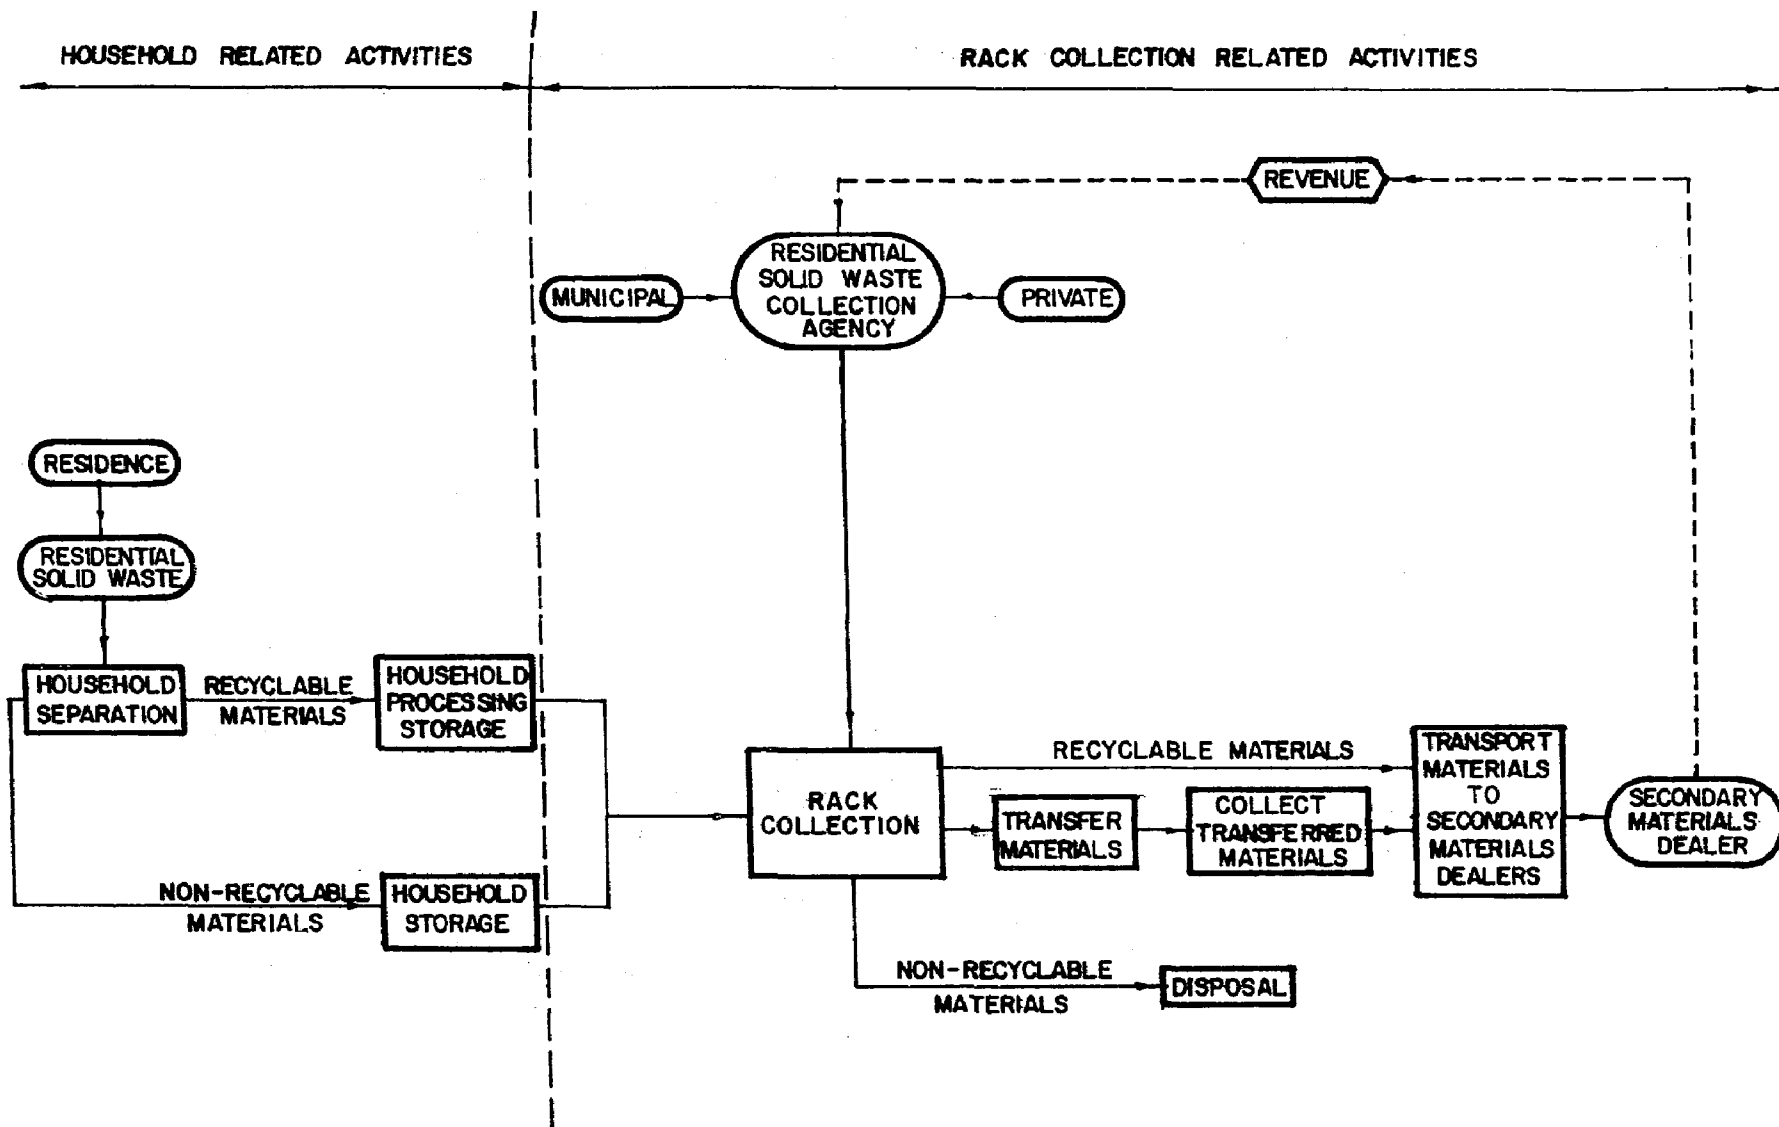 HOUSEHOLD RELATED ACTIVITIES
RACK COLLECTION RELATED ACTIVITIES
REVENUE
RESIDENTIAL
SOLID WASTE
COLLECTION
AGENCY
MUNICIPAL
PRIVATE
RESIDENCE
RESIDENTIAL
SOLID WASTE
HOUSEHOLD
SEPARATION
RECYCLABLE
MATERIALS
HOUSEHOLD
PROCESSING
STORAGE
NON-RECYCLABLE
MATERIALS
HOUSEHOLD
STORAGE
RACK
COLLECTION
RECYCLABLE MATERIALS
TRANSFER
MATERIALS
COLLECT
TRANSFERRED
MATERIALS
TRANSPORT
MATERIALS
TO
SECONDARY
MATERIALS
DEALERS
SECONDARY
MATERIALS
DEALER
NON-RECYCLABLE
MATERIALS
DISPOSAL